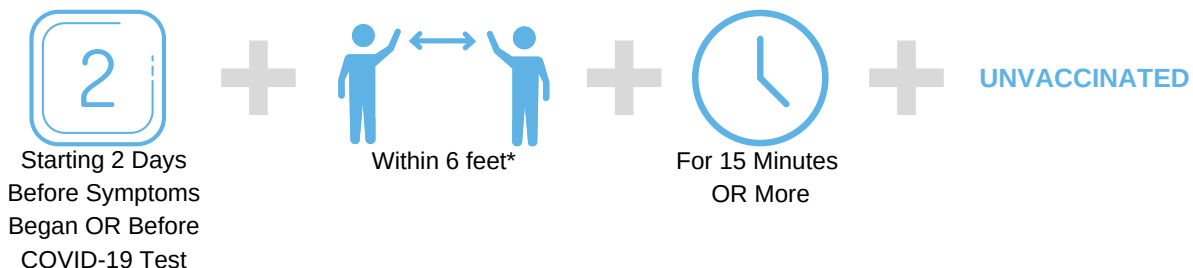 2
Starting 2 Days
Before Symptoms
Began OR Before
COVID-19 Test
Within 6 feet*
For 15 Minutes
OR More
UNVACCINATED